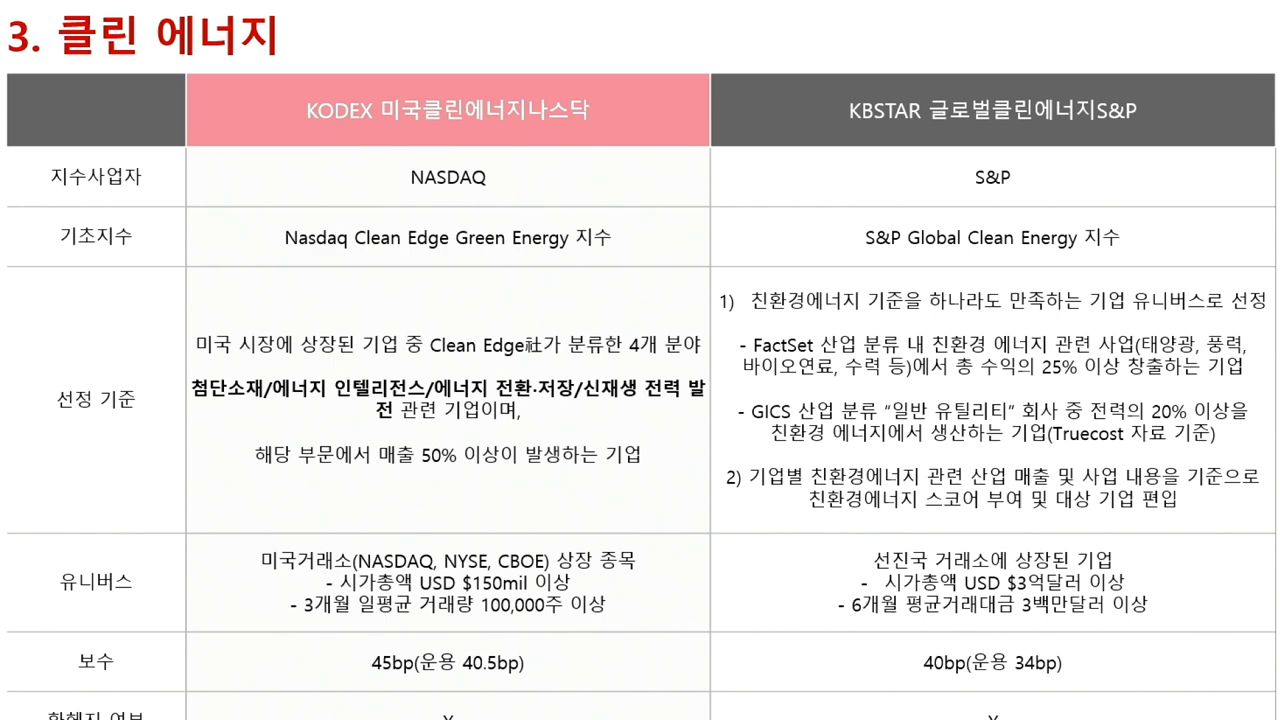 3. 클린 에너지
KODEX 미국클린에너지나스닥
KBSTAR 글로벌클린에너지S&P
지수사업자
NASDAQ
S&P
기초지수
Nasdaq Clean Edge Green Energy 지수
S&P Global Clean Energy 지수
선정 기준
미국 시장에 상장된 기업 중 Clean Edge社가 분류한 4개 분야
첨단소재/에너지 인텔리전스/에너지 전환·저장/신재생 전력 발
전 관련 기업이며,
해당 부문에서 매출 50% 이상이 발생하는 기업
1) 친환경에너지 기준을 하나라도 만족하는 기업 유니버스로 선정
- FactSet 산업 분류 내 친환경 에너지 관련 사업(태양광, 풍력,
바이오연료, 수력 등)에서 총 수익의 25% 이상 창출하는 기업
- GICS 산업 분류 “일반 유틸리티” 회사 중 전력의 20% 이상을
친환경 에너지에서 생산하는 기업(Truecost 자료 기준)
2) 기업별 친환경에너지 관련 산업 매출 및 사업 내용을 기준으로
친환경에너지 스코어 부여 및 대상 기업 편입
유니버스
미국거래소(NASDAQ, NYSE, CBOE) 상장 종목
- 시가총액 USD $150mil 이상
- 3개월 일평균 거래량 100,000주 이상
선진국 거래소에 상장된 기업
- 시가총액 USD $3억달러 이상
- 6개월 평균거래대금 3백만달러 이상
보수
45bp(운용 40.5bp)
40bp(운용 34bp)